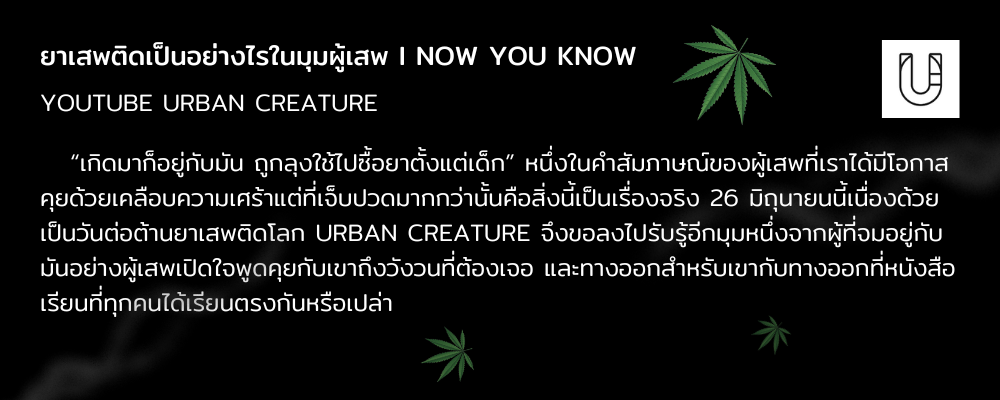 ยาเสพติดเป็นอย่างไรในมุมผู้เสพ I NOW YOU KNOW
YOUTUBE URBAN CREATURE
“เกิดมาก็อยู่กับมัน ถูกลุงใช้ไปซื้อยาตั้งแต่เด็ก” หนึ่งในคำสัมภาษณ์ของผู้เสพที่เราได้มีโอกาส
คุยด้วยเคลือบความเศร้าแต่ที่เจ็บปวดมากกว่านั้นคือสิ่งนี้เป็นเรื่องจริง 26 มิถุนายนนี้เนื่องด้วย
เป็นวันต่อต้านยาเสพติดโลก URBAN CREATURE จึงขอลงไปรับรู้อีกมุมหนึ่งจากผู้ที่จมอยู่กับ
มันอย่างผู้เสพเปิดใจพูดคุยกับเขาถึงวังวนที่ต้องเจอ และทางออกสำหรับเขากับทางออกที่หนังสือ
เรียนที่ทุกคนได้เรียนตรงกันหรือเปล่า